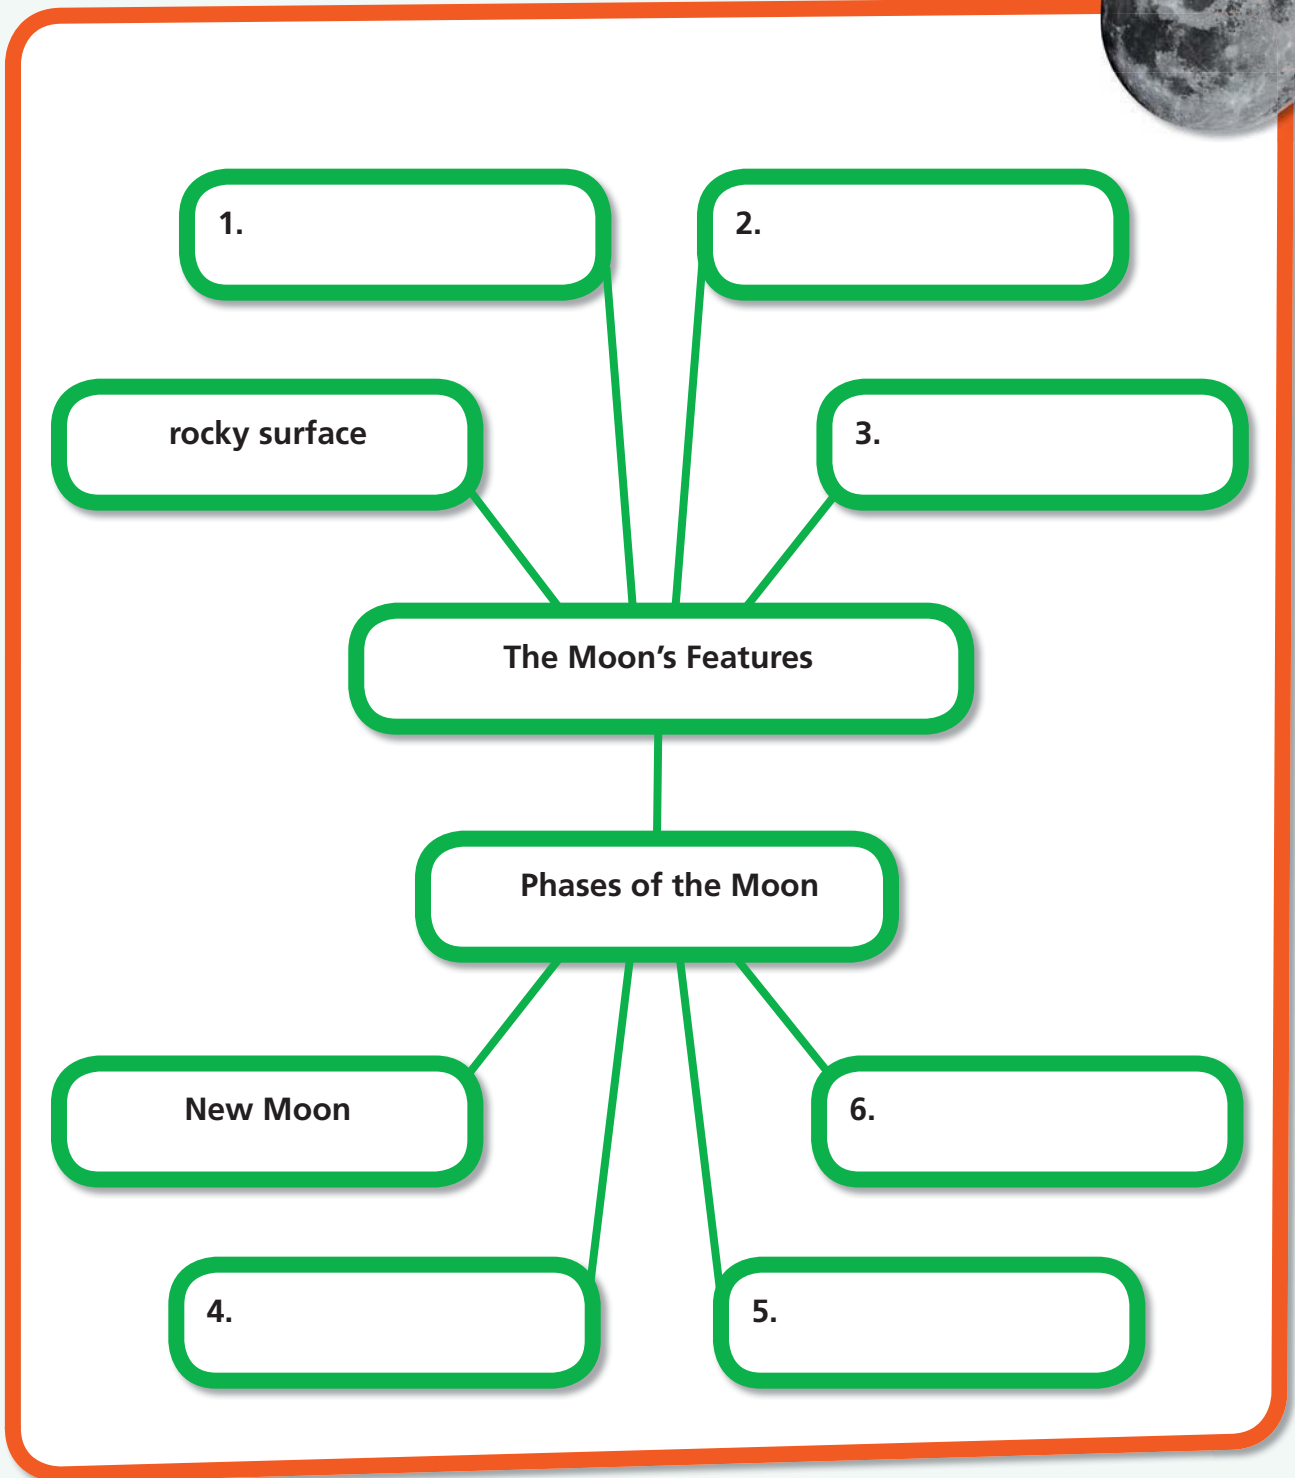 1.
2.
rocky surface
3.
The Moon’s Features
Phases of the Moon
New Moon
6.
4.
5.